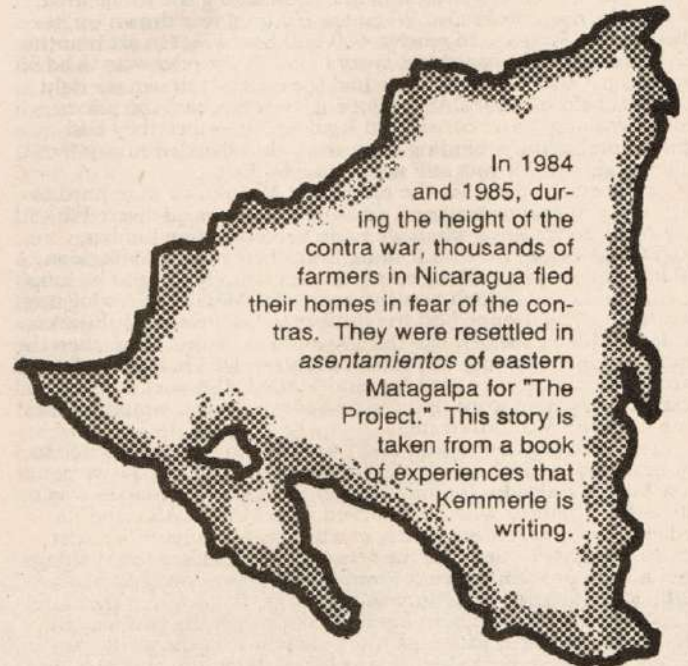 In 1984
and 1985, dur-
ing the height of the
contra war, thousands of
farmers in Nicaragua fled
their homes in fear of the con-
tras. They were resettled in
asentamientos of eastern
Matagalpa for "The
Project." This story is
taken from a book
of experiences that
Kemmerle is
writing.